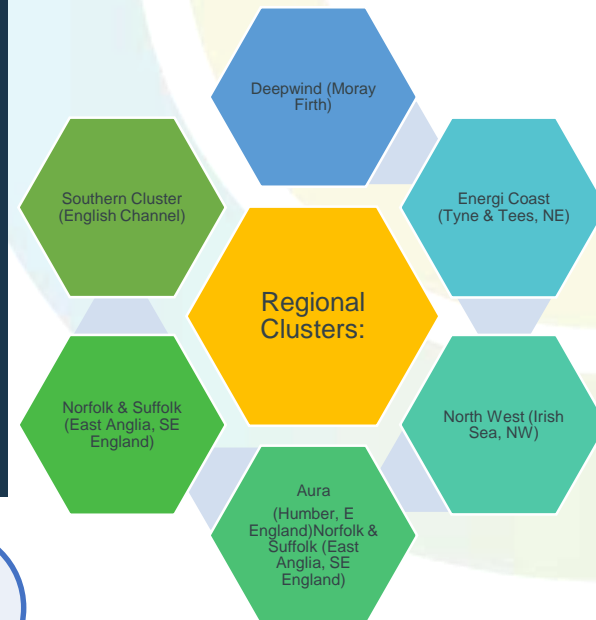 Deepwind (Moray
Firth)
Energi Coast
(Tyne & Tees, NE)
North West (Irish
Sea, NW)
Aura
(Humber, E
England)Norfolk &
Suffolk (East
Anglia, SE
England)
Norfolk & Suffolk
(East Anglia, SE
England)
Southern Cluster
(English Channel)
Regional
Clusters: